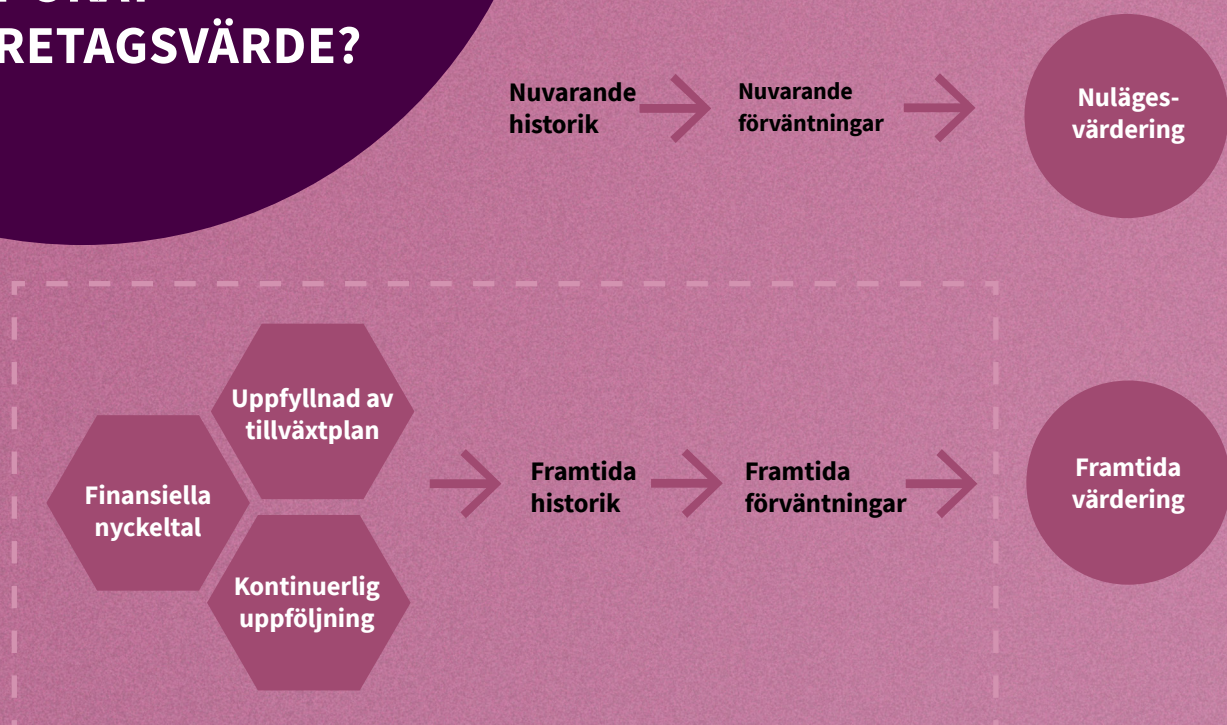 RETAGSVÄRDE?
Nuvarande
historik
Nuvarande
förväntningar
Nuläges-
värdering
Uppfyllnad av
tillväxtplan
Finansiella
nyckeltal
Kontinuerlig
uppföljning
Framtida
historik
Framtida
förväntningar
Framtida
värdering